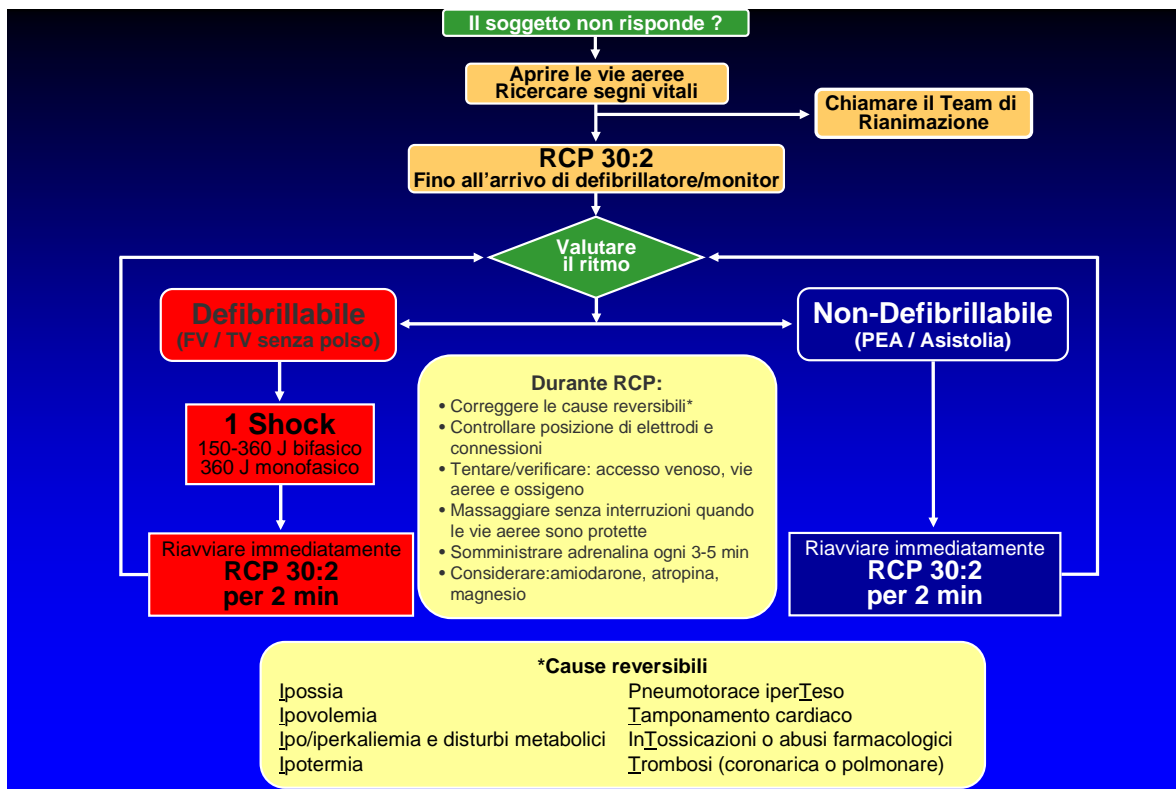 Il soggetto non risponde ?
Aprire le vie aeree
Ricercare segni vitali
Chiamare il Team di
Rianimazione
RCP 30:2
Fino all'arrivo di defibrillatore/monitor
Valutare
il ritmo
Defibrillabile
(FV / TV senza polso)
Non-Defibrillabile
(PEA / Asistolia)
1 Shock
150-360 J bifasico
360 J monofasico
Riavviare immediatamente
RCP 30:2
per 2 min
Durante RCP:
• Correggere le cause reversibili*
• Controllare posizione di elettrodi e
connessioni
• Tentare/verificare: accesso venoso, vie
aeree e ossigeno
• Massaggiare senza interruzioni quando
le vie aeree sono protette
• Somministrare adrenalina ogni 3-5 min
• Considerare:amiodarone, atropina,
magnesio
Riavviare immediatamente
RCP 30:2
per 2 min
*Cause reversibili
Ipossia
Ipovolemia
Ipo/iperkaliemia e disturbi metabolici
Ipotermia
Pneumotorace iperTeso
Tamponamento cardiaco
InTossicazioni o abusi farmacologici
Trombosi (coronarica o polmonare)